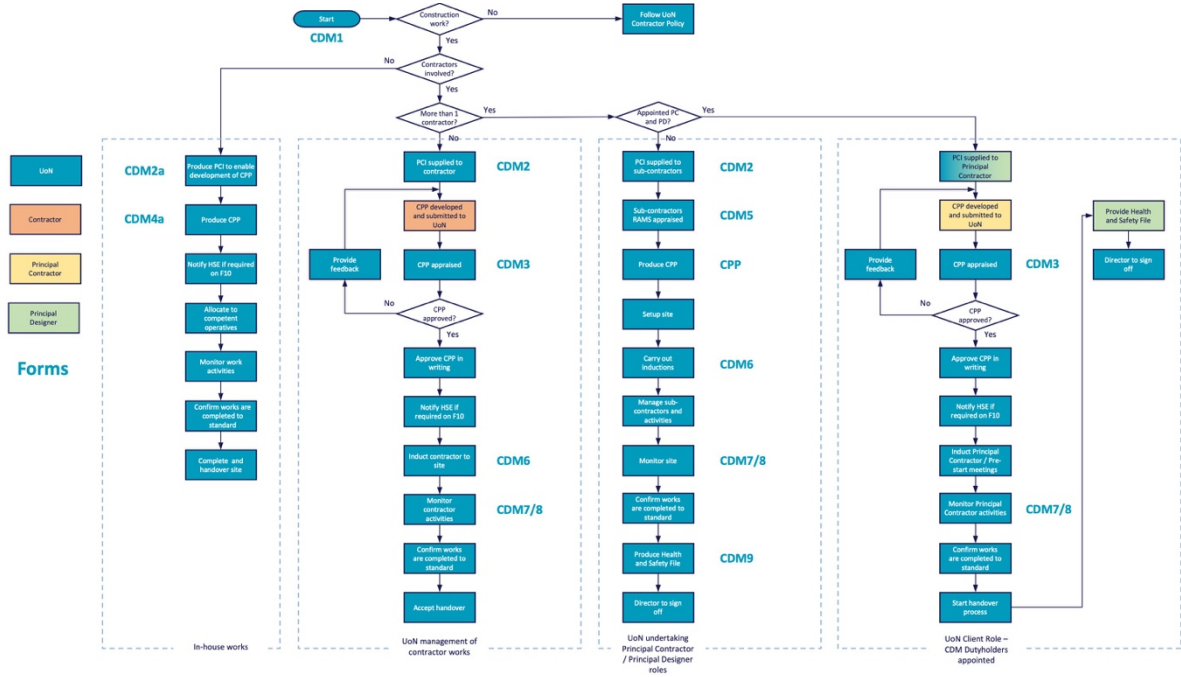 Start
CDM1
Construction
work?
No
Follow UoN
Contractor Policy
Yes
Contractors
involved?
No
Yes
More than 1
contractor?
Yes
Appointed PC
and PD?
Yes
No
No
UoN
Contractor
Principal
Contractor
Principal
Designer
Forms
CDM2a
Produce PCI to enable
development of CPP
CDM4a
Produce CPP
Notify HSE if required
on F10
Allocate to
competent
operatives
Monitor work
activities
Confirm works are
completed to
standard
Complete and
handover site
In-house works
PCI supplied to
contractor
CDM2
CPP developed
and submitted to
UoN
Provide
feedback
CPP appraised
CDM3
No
CPP
approved?
Yes
Approve CPP in
writing
Notify HSE if
required on F10
Induct contractor to
site
CDM6
Monitor
contractor
activities
CDM7/8
Confirm works
are completed to
standard
Accept handover
UoN management of
contractor works
PCI supplied to
sub-contractors
CDM2
Sub-contractors
RAMS appraised
CDM5
Produce CPP
CPP
Setup site
Carry out
inductions
CDM6
Manage sub-
contractors and
activities
Monitor site
CDM7/8
Confirm works
are completed to
standard
Produce Health
and Safety File
CDM9
Director to sign
off
UoN undertaking
Principal Contractor
/ Principal Designer
roles
PCI supplied to
Principal
Contractor
CPP developed
and submitted to
UoN
Provide
feedback
CPP appraised
CDM3
No
CPP
approved?
Yes
Approve CPP in
writing
Notify HSE if
required on F10
Induct Principal
Contractor / Pre-
start meetings
Monitor Principal
Contractor activities
CDM7/8
Confirm works
are completed to
standard
Start handover
process
Provide Health
and Safety File
Director to sign
off
UoN Client Role –
CDM Dutyholders
appointed